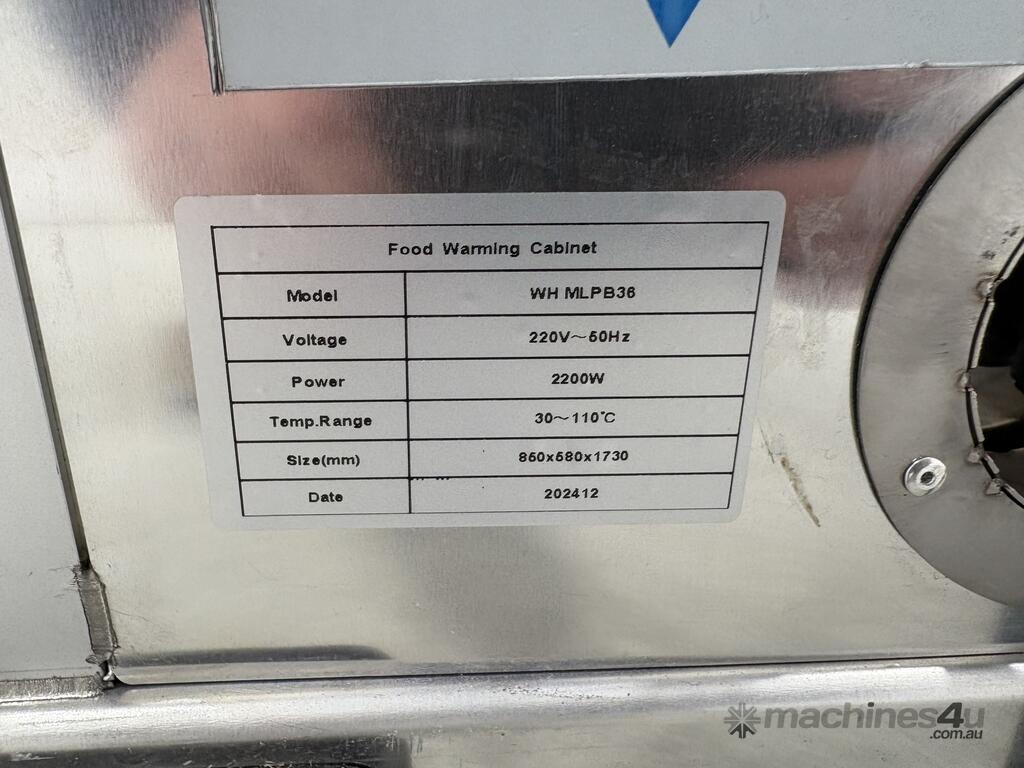 Food Warming Cabinet
Model WH MLPB36
Voltage 220V~50Hz
Power 2200W
Temp.Range 30~110℃
Size(mm) 860x680x1730
Date 202412
machines4u
.com.au